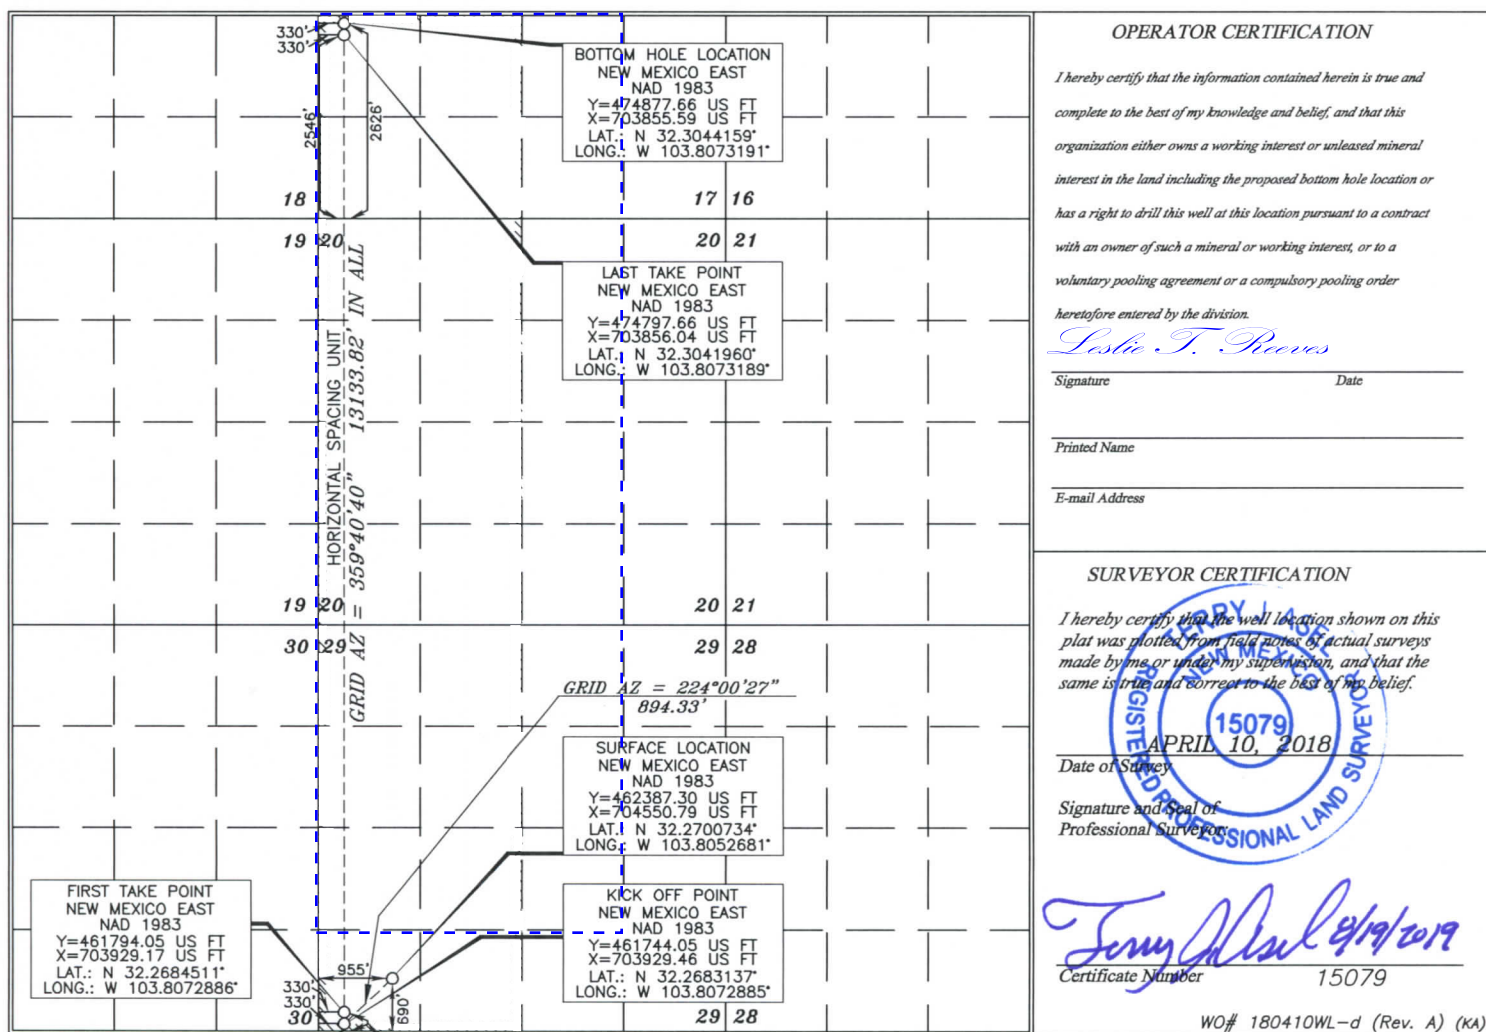 330'
330'
2546'
2626'
BOTTOM HOLE LOCATION
NEW MEXICO EAST
NAD 1983
Y=474877.66 US FT
X=703855.59 US FT
LAT.: N 32.3044159°
LONG.: W 103.8073191°
18
17 16
19 20
20 21
LAST TAKE POINT
NEW MEXICO EAST
NAD 1983
Y=474797.66 US FT
X=703856.04 US FT
LAT.: N 32.3041960°
LONG.: W 103.8073189°
HORIZONTAL SPACING UNIT
GRID AZ = 359°40'40" 13133.82' IN ALL
19 20
20 21
30 29
29 28
GRID AZ = 224°00'27"
894.33'
SURFACE LOCATION
NEW MEXICO EAST
NAD 1983
Y=462387.30 US FT
X=704550.79 US FT
LAT.: N 32.2700734°
LONG.: W 103.8052681°
FIRST TAKE POINT
NEW MEXICO EAST
NAD 1983
Y=461794.05 US FT
X=703929.17 US FT
LAT.: N 32.2684511°
LONG.: W 103.8072886°
KICK OFF POINT
NEW MEXICO EAST
NAD 1983
Y=461744.05 US FT
X=703929.46 US FT
LAT.: N 32.2683137°
LONG.: W 103.8072885°
955'
330'
330'
690'
30
29 28
OPERATOR CERTIFICATION
I hereby certify that the information contained herein is true and
complete to the best of my knowledge and belief, and that this
organization either owns a working interest or unleased mineral
interest in the land including the proposed bottom hole location or
has a right to drill this well at this location pursuant to a contract
with an owner of such a mineral or working interest, or to a
voluntary pooling agreement or a compulsory pooling order
heretofore entered by the division.
Leslie T. Reeves
Signature Date
Printed Name
E-mail Address
SURVEYOR CERTIFICATION
I hereby certify that the well location shown on this
plat was plotted from field notes of actual surveys
made by me or under my supervision, and that the
same is true and correct to the best of my belief.
TERRY J. ASEL
NEW MEXICO
15079
REGISTERED PROFESSIONAL LAND SURVEYOR
APRIL 10, 2018
Date of Survey
Signature and Seal of
Professional Surveyor:
Terry J. Asel 8/19/2019
Certificate Number 15079
WO# 180410WL-d (Rev. A) (KA)